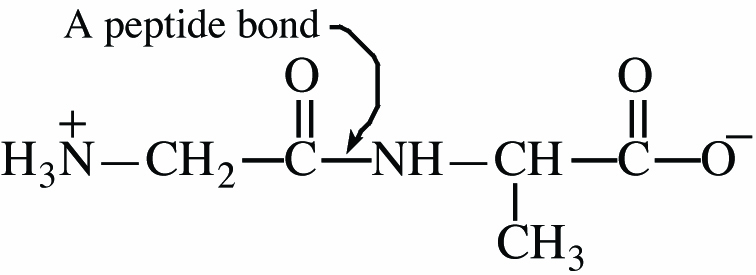 A peptide bond
O O
+
H₃N—CH₂—C—NH—CH—C—O⁻
CH₃